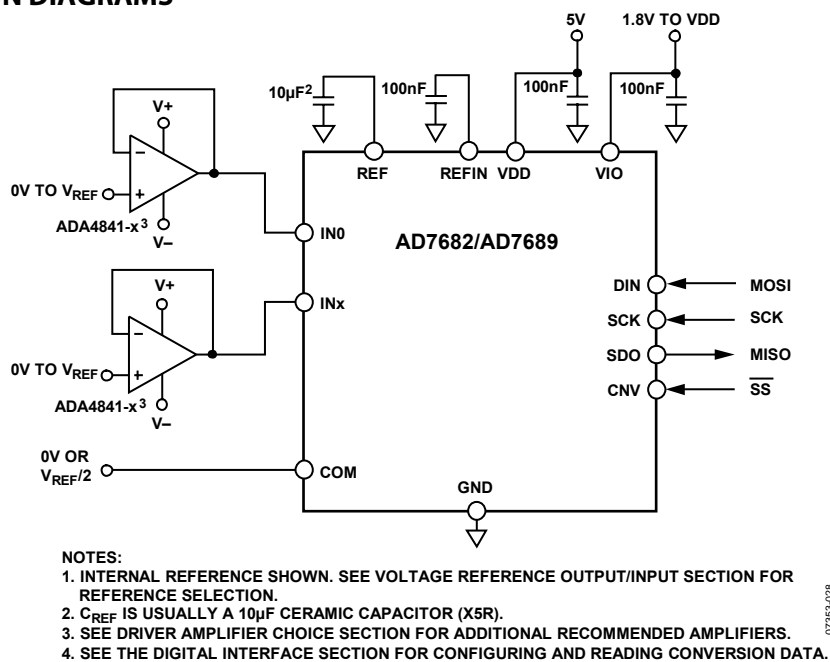 N DIAGRAMS
5V
1.8V TO VDD
10µF2
100nF
100nF
100nF
V+
REF
REFIN
VDD
VIO
–
+
0V TO VREF
ADA4841-x3
V–
IN0
AD7682/AD7689
V+
INx
DIN
MOSI
SCK
SCK
–
+
0V TO VREF
SDO
MISO
ADA4841-x3
V–
CNV
SS
0V OR
VREF/2
COM
GND
NOTES:
1. INTERNAL REFERENCE SHOWN. SEE VOLTAGE REFERENCE OUTPUT/INPUT SECTION FOR
REFERENCE SELECTION.
2. CREF IS USUALLY A 10µF CERAMIC CAPACITOR (X5R).
3. SEE DRIVER AMPLIFIER CHOICE SECTION FOR ADDITIONAL RECOMMENDED AMPLIFIERS.
4. SEE THE DIGITAL INTERFACE SECTION FOR CONFIGURING AND READING CONVERSION DATA.
07353-028